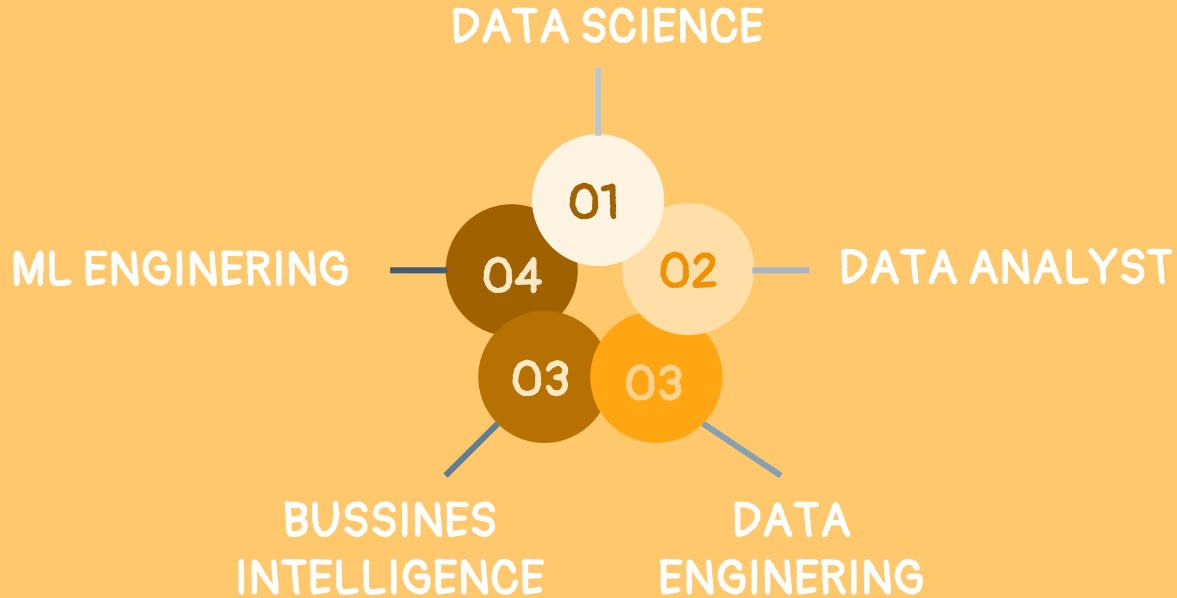 DATA SCIENCE
01
ML ENGINERING
04
02
DATA ANALYST
03
03
BUSSINES
INTELLIGENCE
DATA
ENGINERING